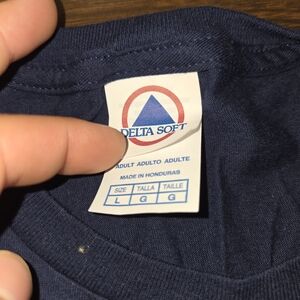 DELTA SOFT
ADULT ADULTO ADULTE
MADE IN HONDURAS
SIZE TALLA TAILLE
L G G